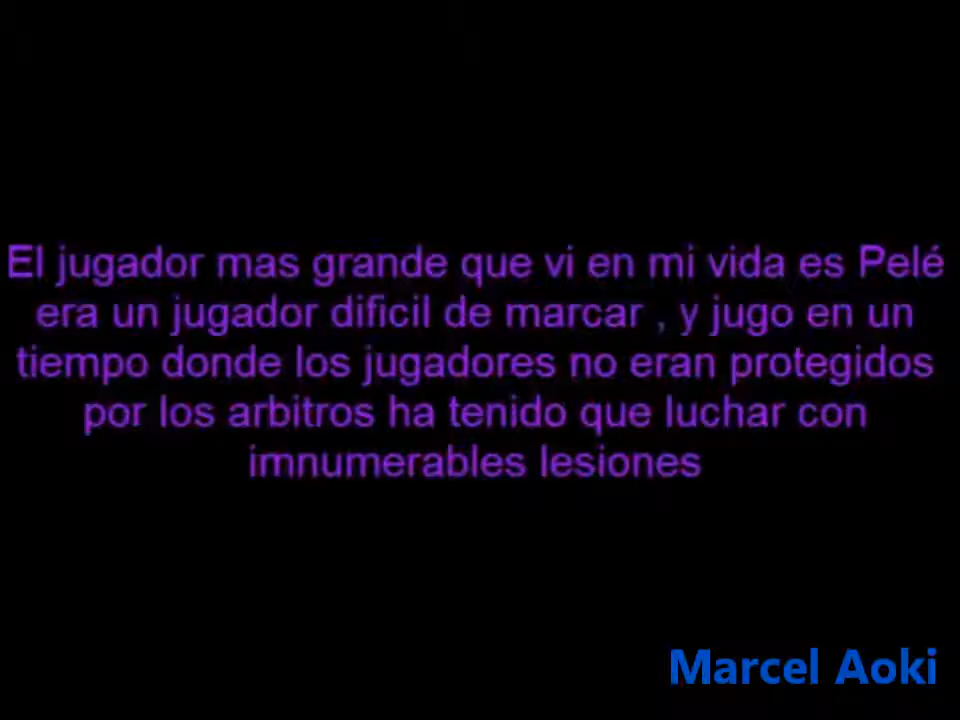 El jugador mas grande que vi en mi vida es Pelé
era un jugador dificil de marcar , y jugo en un
tiempo donde los jugadores no eran protegidos
por los arbitros ha tenido que luchar con
imnumerables lesiones
Marcel Aoki